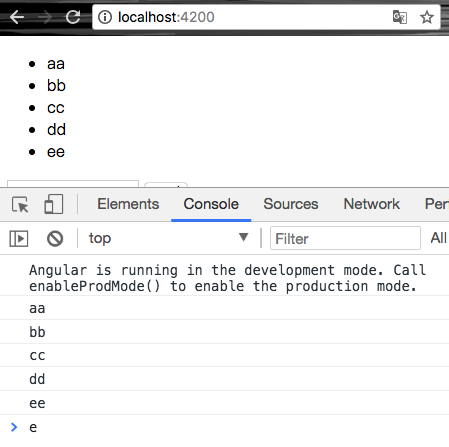 localhost:4200
aa
bb
cc
dd
ee
Elements Console Sources Network
top Filter All
Angular is running in the development mode. Call
enableProdMode() to enable the production mode.
aa
bb
cc
dd
ee
e